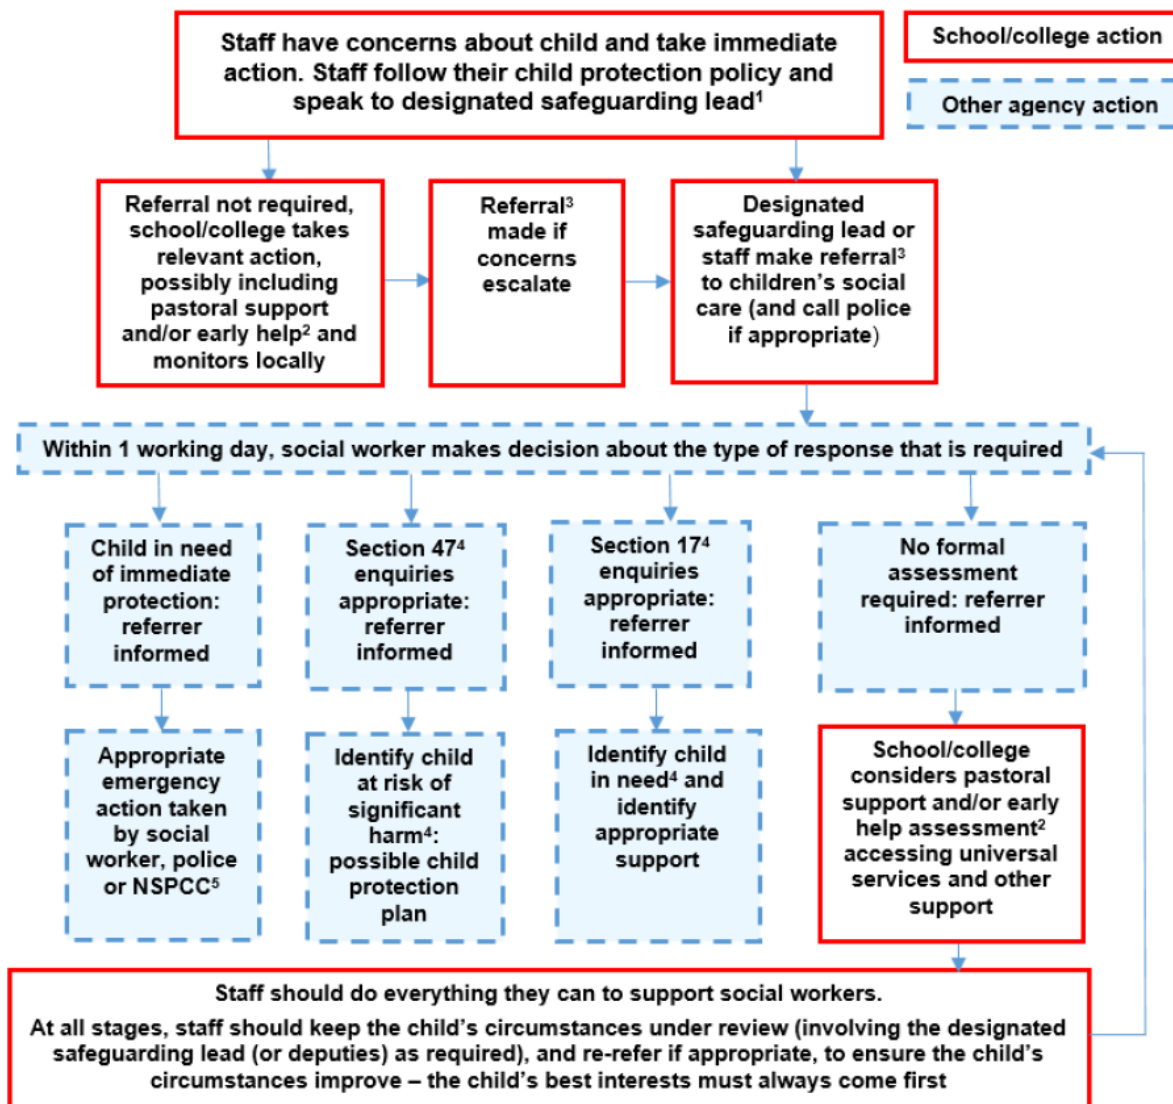 Staff have concerns about child and take immediate
action. Staff follow their child protection policy and
speak to designated safeguarding lead¹
School/college action
Other agency action
Referral not required,
school/college takes
relevant action,
possibly including
pastoral support
and/or early help² and
monitors locally
Referral³
made if
concerns
escalate
Designated
safeguarding lead or
staff make referral³
to children’s social
care (and call police
if appropriate)
Within 1 working day, social worker makes decision about the type of response that is required
Child in need
of immediate
protection:
referrer
informed
Section 47⁴
enquiries
appropriate:
referrer
informed
Section 17⁴
enquiries
appropriate:
referrer
informed
No formal
assessment
required: referrer
informed
Appropriate
emergency
action taken
by social
worker, police
or NSPCC⁵
Identify child
at risk of
significant
harm⁴:
possible child
protection
plan
Identify child
in need⁴ and
identify
appropriate
support
School/college
considers pastoral
support and/or early
help assessment²
accessing universal
services and other
support
Staff should do everything they can to support social workers.
At all stages, staff should keep the child’s circumstances under review (involving the designated
safeguarding lead (or deputies) as required), and re-refer if appropriate, to ensure the child’s
circumstances improve – the child’s best interests must always come first